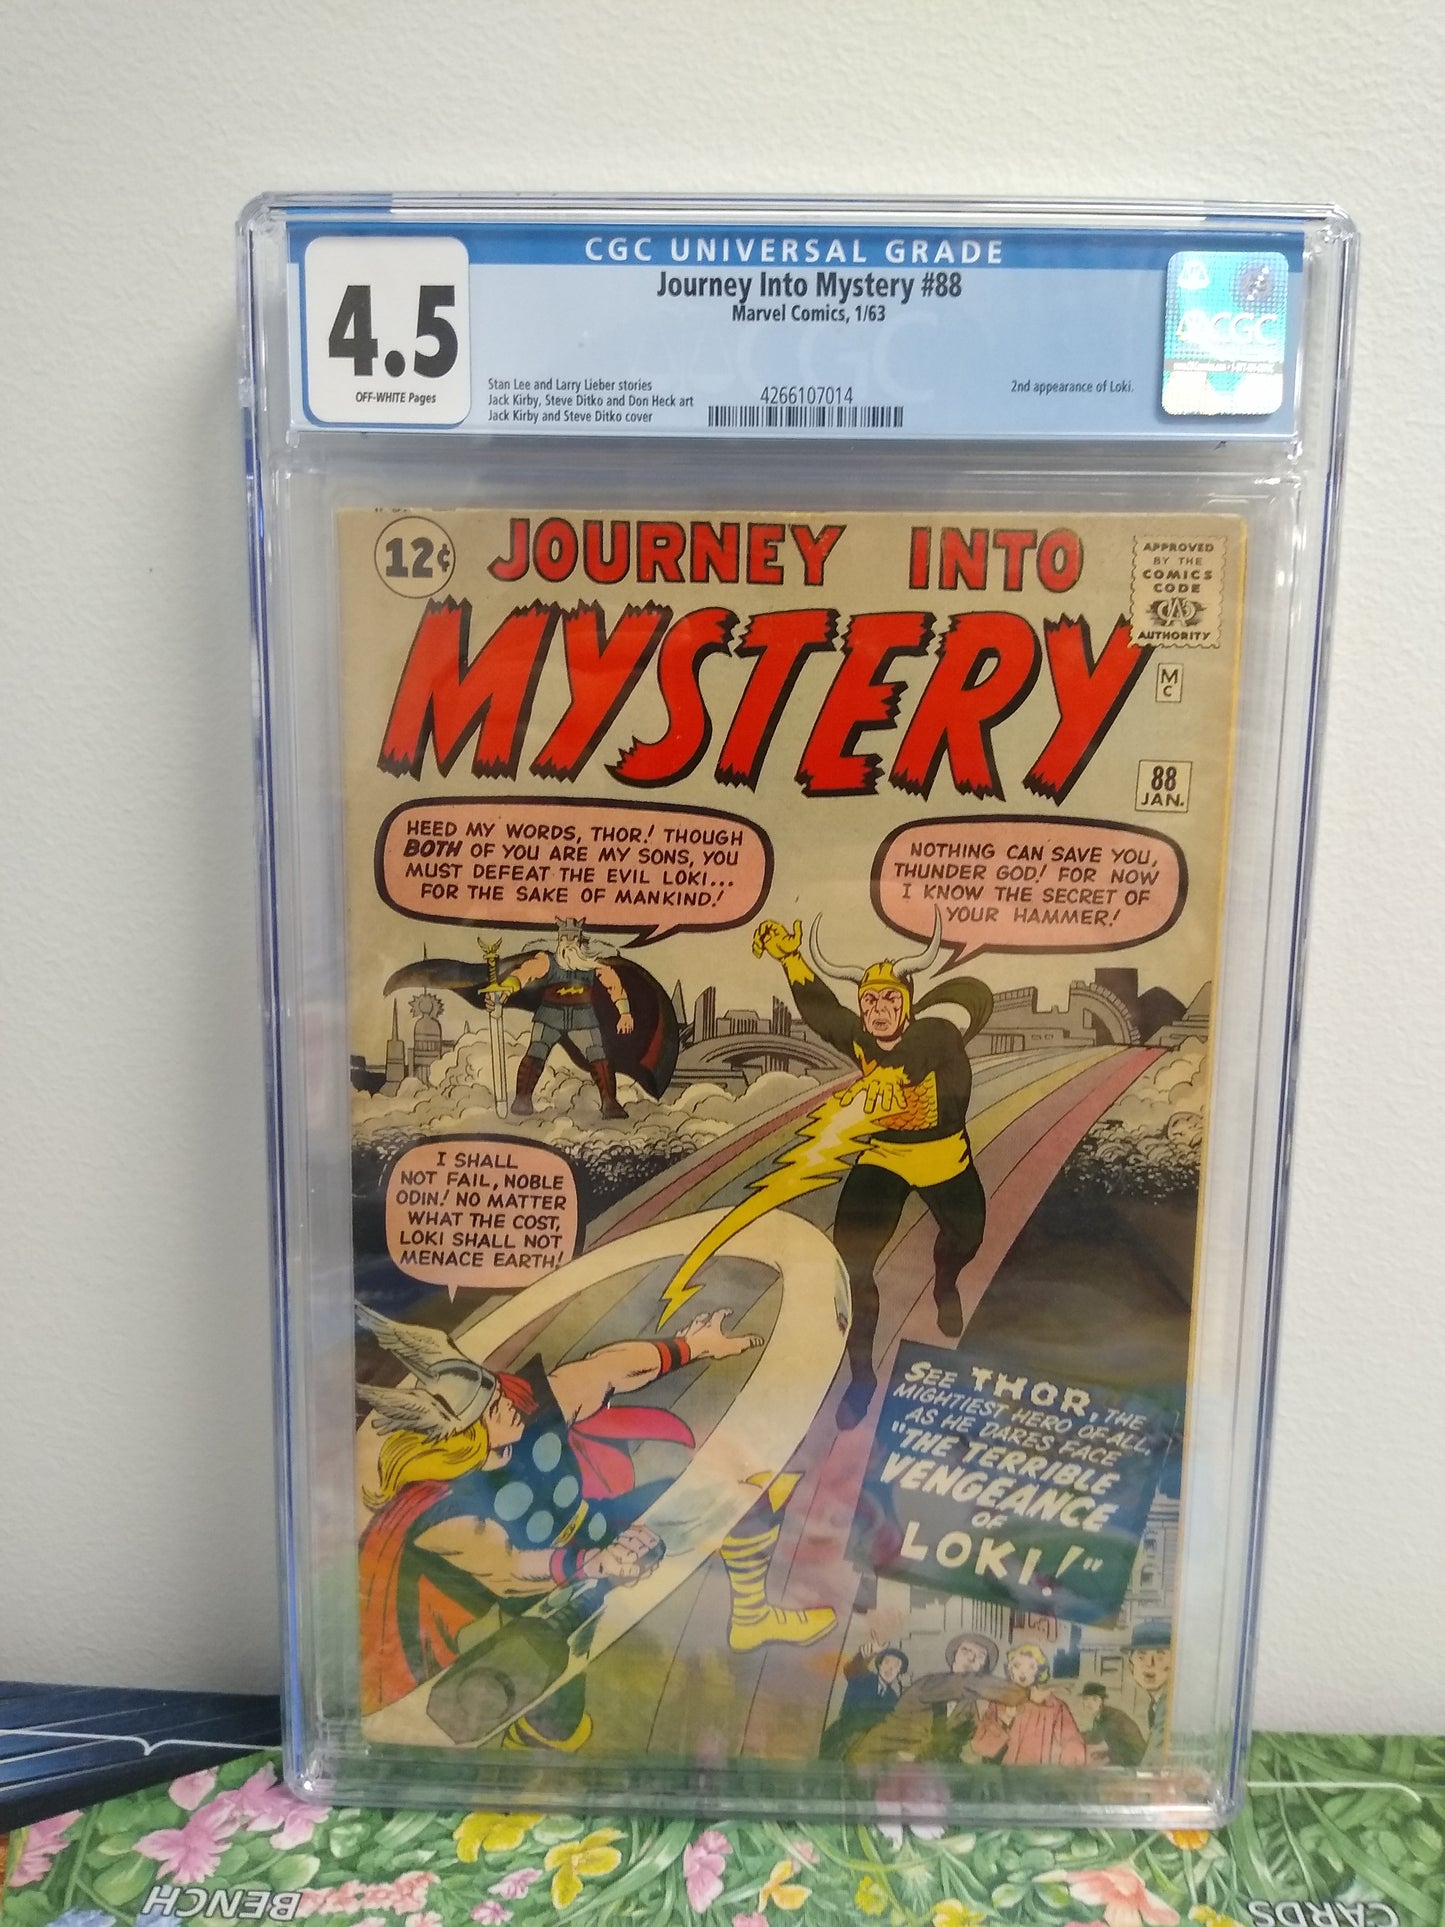 CGC UNIVERSAL GRADE
4.5
OFF-WHITE Pages
Journey Into Mystery #88
Marvel Comics, 1/63
Stan Lee and Larry Lieber stories
Jack Kirby, Steve Ditko and Don Heck art
Jack Kirby and Steve Ditko cover
4266107014
2nd appearance of Loki.
CGC
12¢
JOURNEY INTO
MYSTERY
APPROVED
BY THE
COMICS
CODE
AUTHORITY
M
C
88
JAN.
HEED MY WORDS, THOR! THOUGH
BOTH OF YOU ARE MY SONS, YOU
MUST DEFEAT THE EVIL LOKI...
FOR THE SAKE OF MANKIND!
NOTHING CAN SAVE YOU,
THUNDER GOD! FOR NOW
I KNOW THE SECRET OF
YOUR HAMMER!
I SHALL
NOT FAIL, NOBLE
ODIN! NO MATTER
WHAT THE COST,
LOKI SHALL NOT
MENACE EARTH!
SEE THOR, THE
MIGHTIEST HERO OF ALL,
AS HE DARES FACE
"THE TERRIBLE
VENGEANCE
OF
LOKI!"
BENCH
CARDS